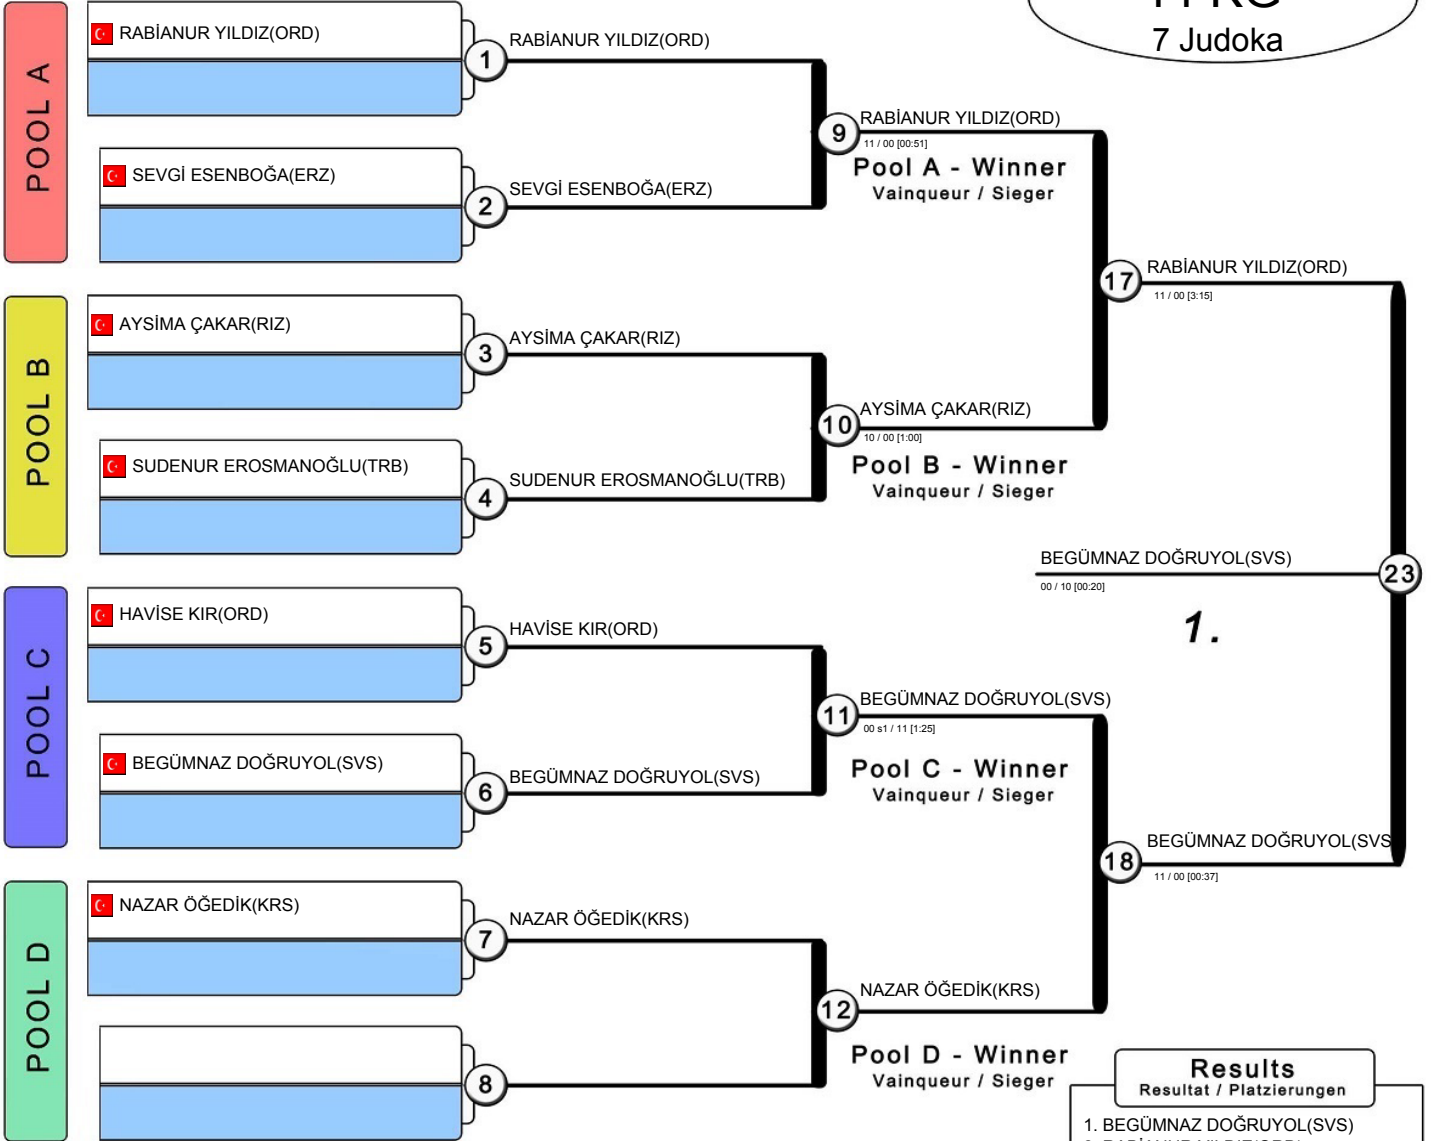 7 Judoka
POOL A
RABİANUR YILDIZ(ORD)
1
RABİANUR YILDIZ(ORD)
SEVGİ ESENBOĞA(ERZ)
2
SEVGİ ESENBOĞA(ERZ)
9
RABİANUR YILDIZ(ORD)
11 / 00 [00:51]
Pool A - Winner
Vainqueur / Sieger
POOL B
AYSİMA ÇAKAR(RIZ)
3
AYSİMA ÇAKAR(RIZ)
SUDENUR EROSMANOĞLU(TRB)
4
SUDENUR EROSMANOĞLU(TRB)
10
AYSİMA ÇAKAR(RIZ)
10 / 00 [1:00]
Pool B - Winner
Vainqueur / Sieger
17
RABİANUR YILDIZ(ORD)
11 / 00 [3:15]
BEGÜMNAZ DOĞRUYOL(SVS)
00 / 10 [00:20]
23
1.
POOL C
HAVİSE KIR(ORD)
5
HAVİSE KIR(ORD)
BEGÜMNAZ DOĞRUYOL(SVS)
6
BEGÜMNAZ DOĞRUYOL(SVS)
11
BEGÜMNAZ DOĞRUYOL(SVS)
00 s1 / 11 [1:25]
Pool C - Winner
Vainqueur / Sieger
18
BEGÜMNAZ DOĞRUYOL(SVS
11 / 00 [00:37]
POOL D
NAZAR ÖĞEDİK(KRS)
7
NAZAR ÖĞEDİK(KRS)
8
12
NAZAR ÖĞEDİK(KRS)
Pool D - Winner
Vainqueur / Sieger
Results
Resultat / Platzierungen
1. BEGÜMNAZ DOĞRUYOL(SVS)